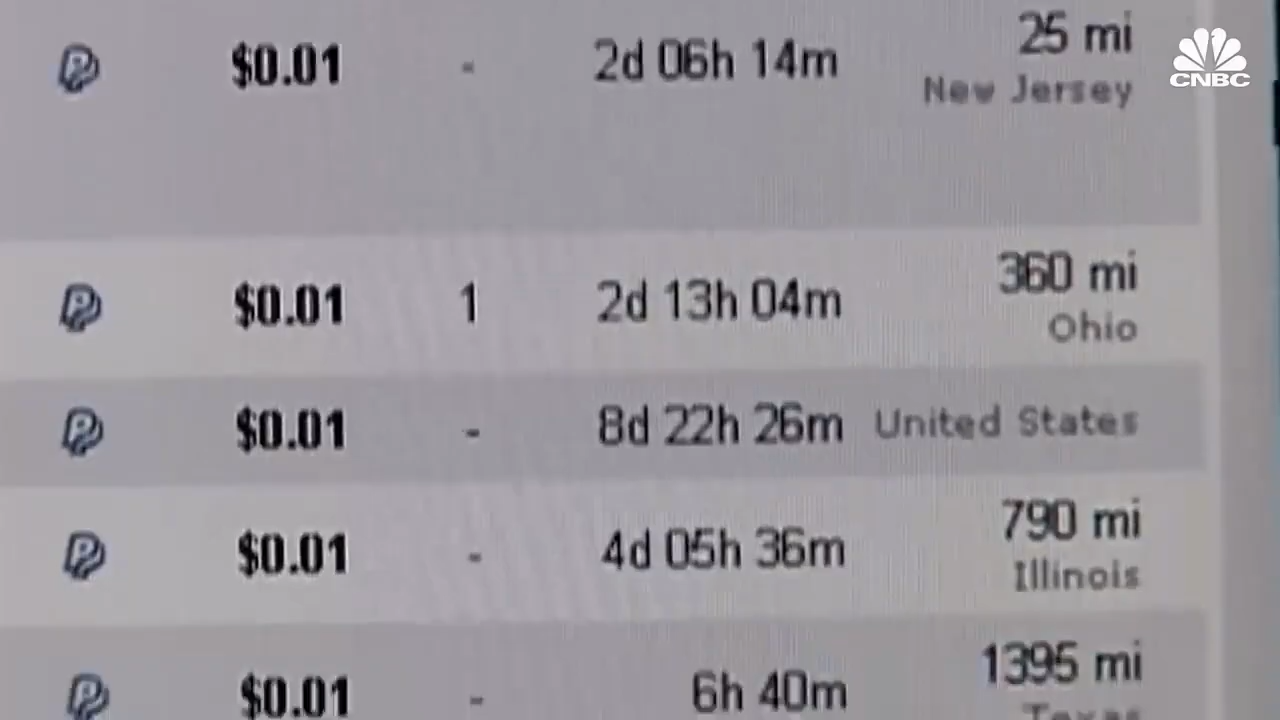 CNBC
$0.01 - 2d 06h 14m 25 mi
New Jersey
$0.01 1 2d 13h 04m 360 mi
Ohio
$0.01 - 8d 22h 26m United States
$0.01 - 4d 05h 36m 790 mi
Illinois
$0.01 - 6h 40m 1395 mi
Texas